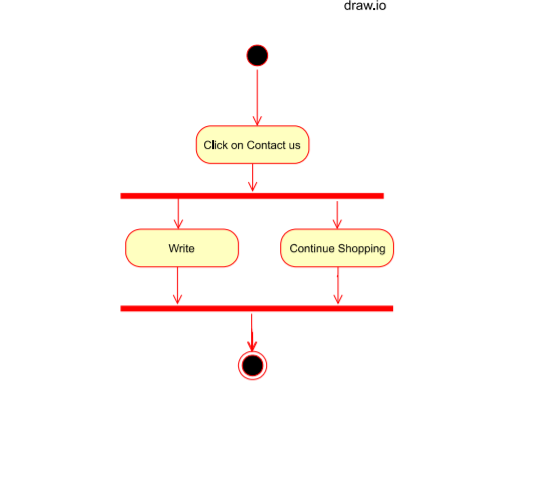 draw.io
Click on Contact us
Write
Continue Shopping